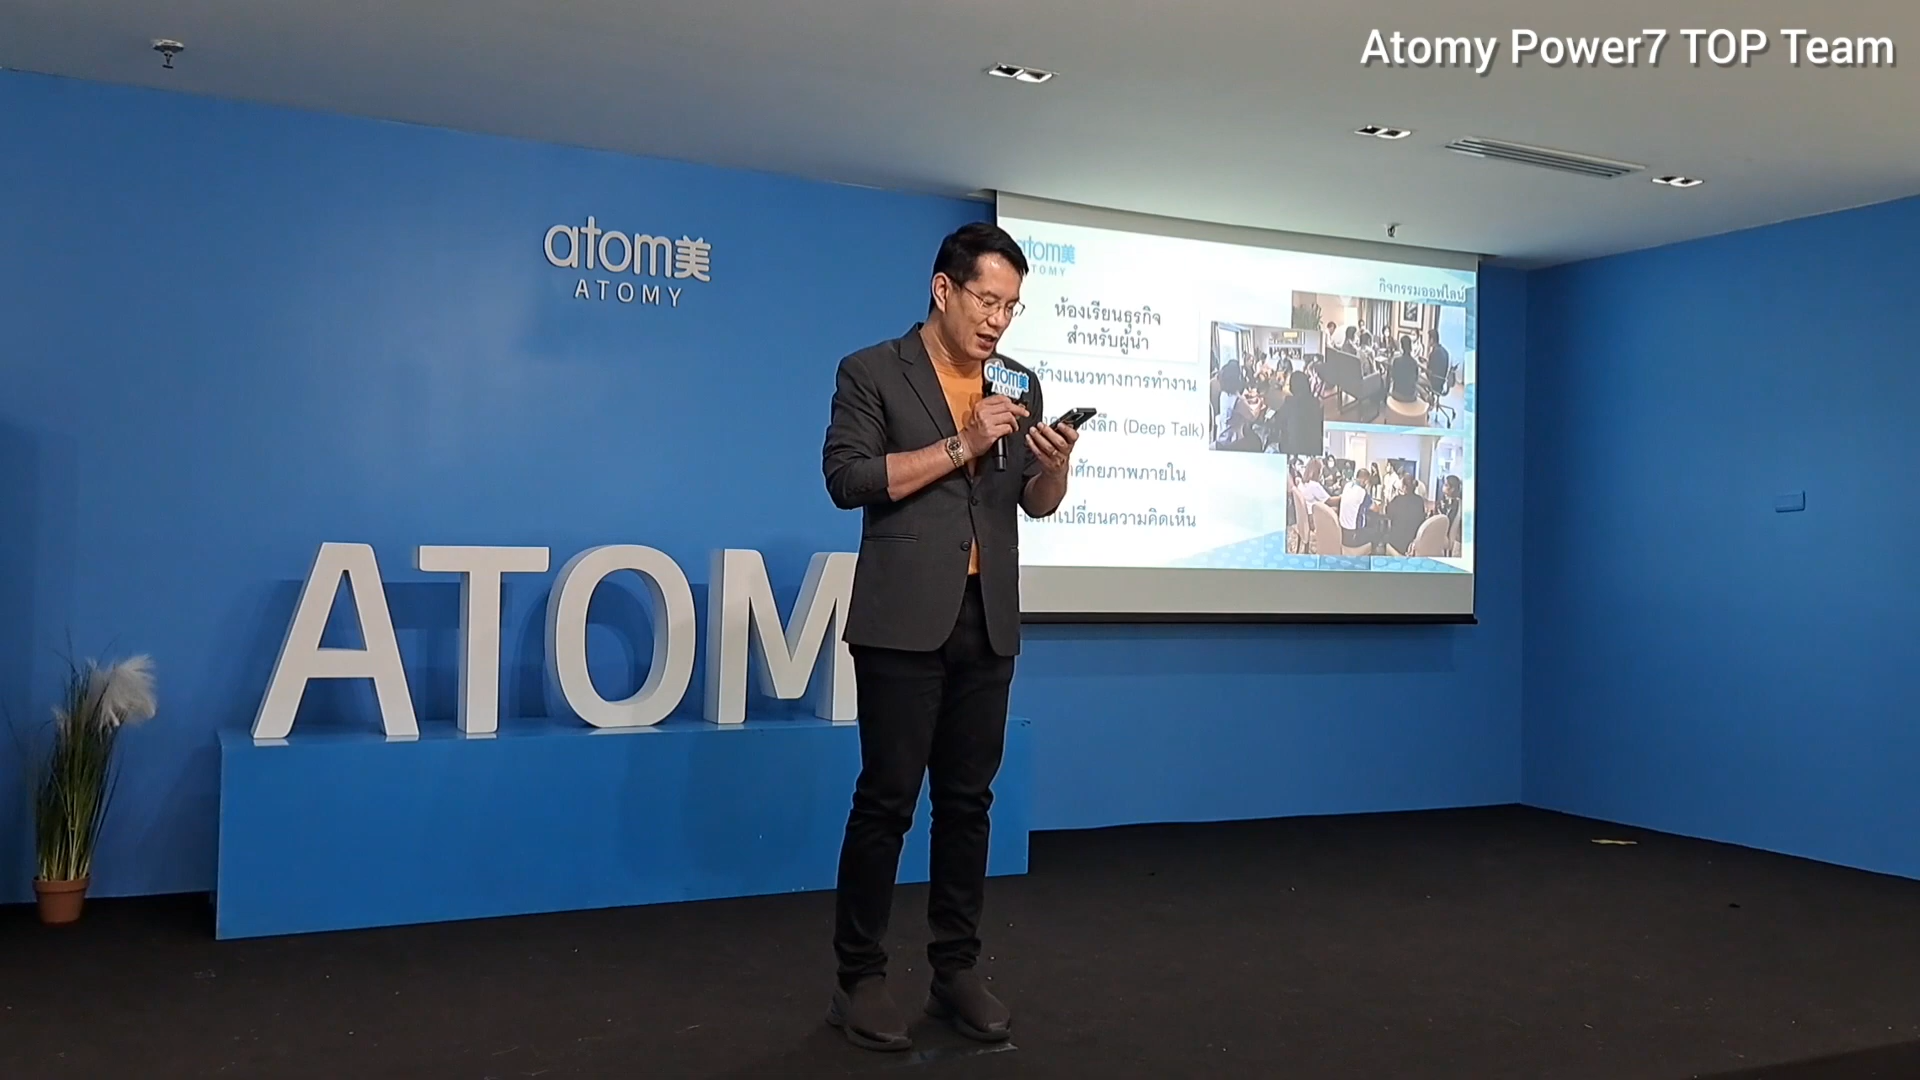 Atomy Power7 TOP Team
atom美
ATOMY
ATOM
atom美
ATOMY
atom美
กิจกรรมออฟไลน์
ห้องเรียนธุรกิจ
สำหรับผู้นำ
สร้างแนวทางการทำงาน
(Deep Talk)
ศักยภาพภายใน
แลกเปลี่ยนความคิดเห็น